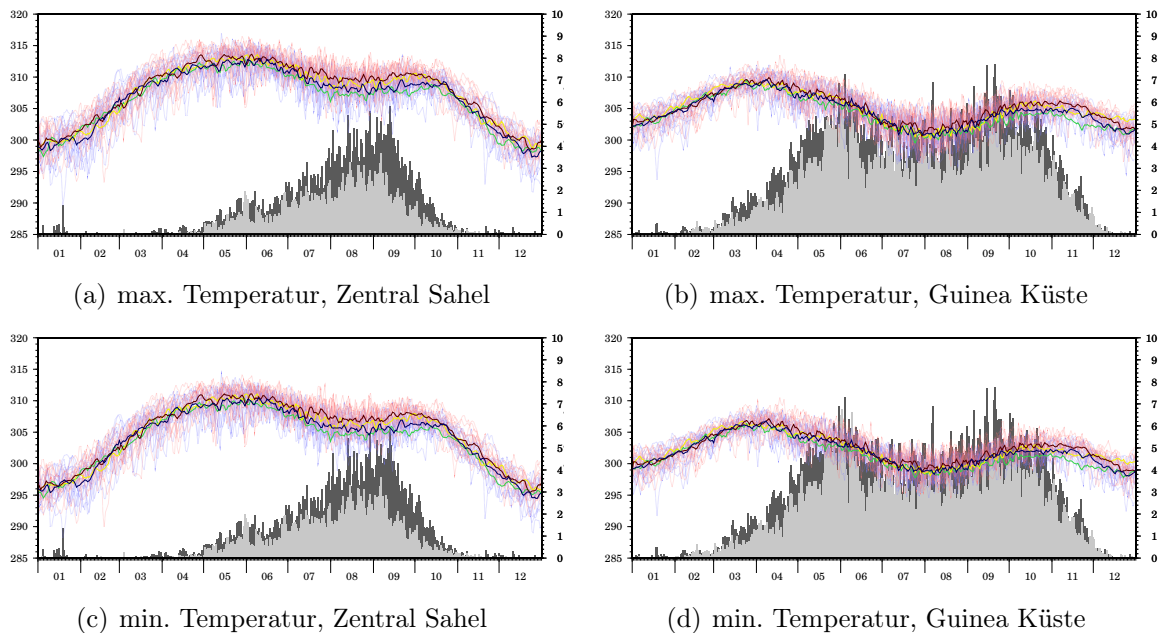 320 10 320 10
9 9
315 315
8 8
310 7 310 7
305 6 305 6
5 5
300 300
4 4
295 3 295 3
290 2 290 2
1 1
285 0 285 0
01 02 03 04 05 06 07 08 09 10 11 12 01 02 03 04 05 06 07 08 09 10 11 12
(a) max. Temperatur, Zentral Sahel (b) max. Temperatur, Guinea Küste
320 10 320 10
9 9
315 315
8 8
310 7 310 7
305 6 305 6
5 5
300 300
4 4
295 3 295 3
290 2 290 2
1 1
285 0 285 0
01 02 03 04 05 06 07 08 09 10 11 12 01 02 03 04 05 06 07 08 09 10 11 12
(c) min. Temperatur, Zentral Sahel (d) min. Temperatur, Guinea Küste